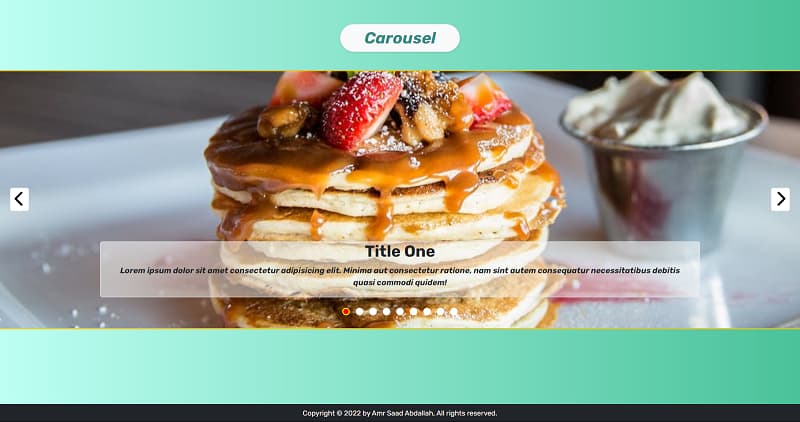 Carousel
Title One
Lorem ipsum dolor sit amet consectetur adipisicing elit. Minima aut consectetur ratione, nam sint autem consequatur necessitatibus debitis
quasi commodi quidem!
Copyright © 2022 by Amr Saad Abdallah. All rights reserved.